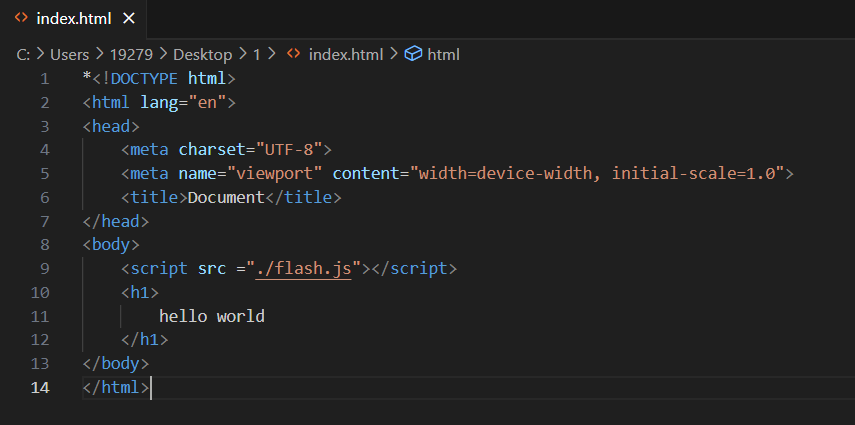 index.html
C: > Users > 19279 > Desktop > 1 > <> index.html > html
1 *<!DOCTYPE html>
2 <html lang="en">
3 <head>
4     <meta charset="UTF-8">
5     <meta name="viewport" content="width=device-width, initial-scale=1.0">
6     <title>Document</title>
7 </head>
8 <body>
9     <script src ="./flash.js"></script>
10     <h1>
11         hello world
12     </h1>
13 </body>
14 </html>